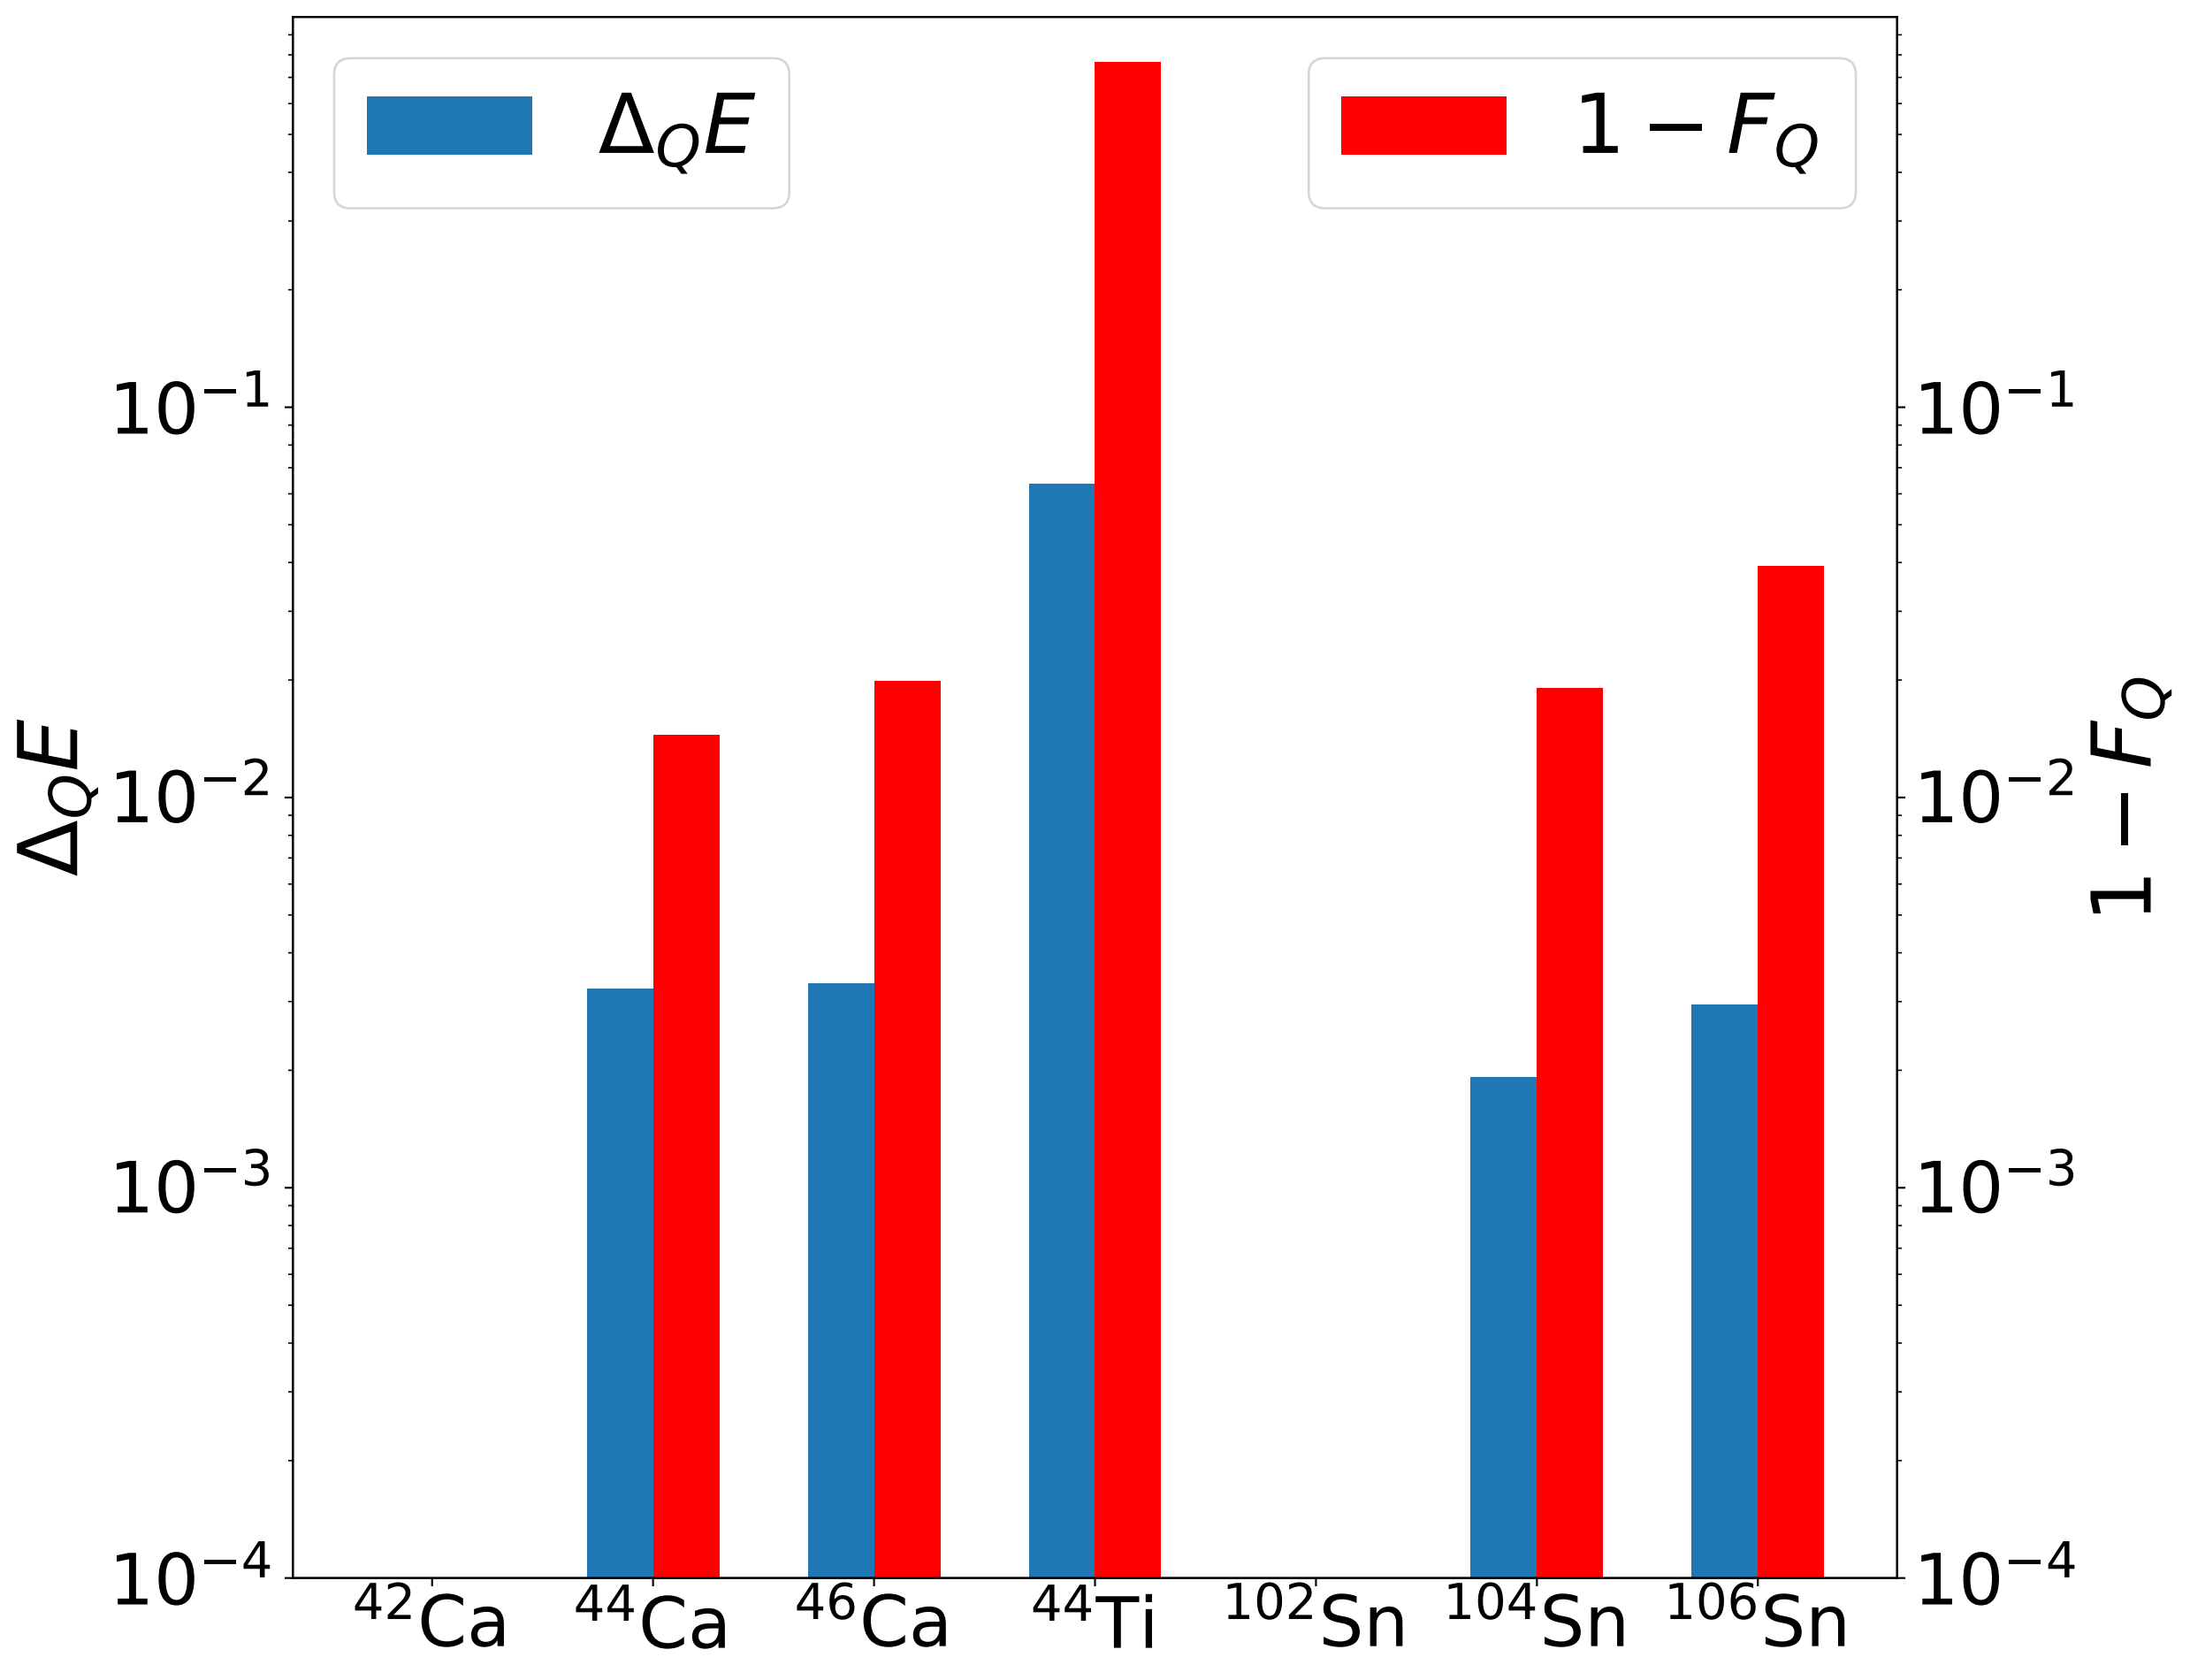 Δ_Q E
1 − F_Q
10⁻¹
10⁻²
10⁻³
10⁻⁴
Δ_Q E
10⁻¹
10⁻²
10⁻³
10⁻⁴
1 − F_Q
⁴²Ca ⁴⁴Ca ⁴⁶Ca ⁴⁴Ti ¹⁰²Sn ¹⁰⁴Sn ¹⁰⁶Sn